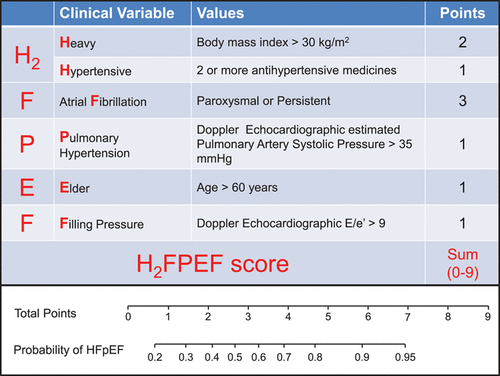 Clinical Variable Values Points
H2 Heavy Body mass index > 30 kg/m2 2
Hypertensive 2 or more antihypertensive medicines 1
F Atrial Fibrillation Paroxysmal or Persistent 3
P Pulmonary Hypertension Doppler Echocardiographic estimated Pulmonary Artery Systolic Pressure > 35 mmHg 1
E Elder Age > 60 years 1
F Filling Pressure Doppler Echocardiographic E/e' > 9 1
H2FPEF score Sum (0-9)
Total Points 0 1 2 3 4 5 6 7 8 9
Probability of HFpEF 0.2 0.3 0.4 0.5 0.6 0.7 0.8 0.9 0.95